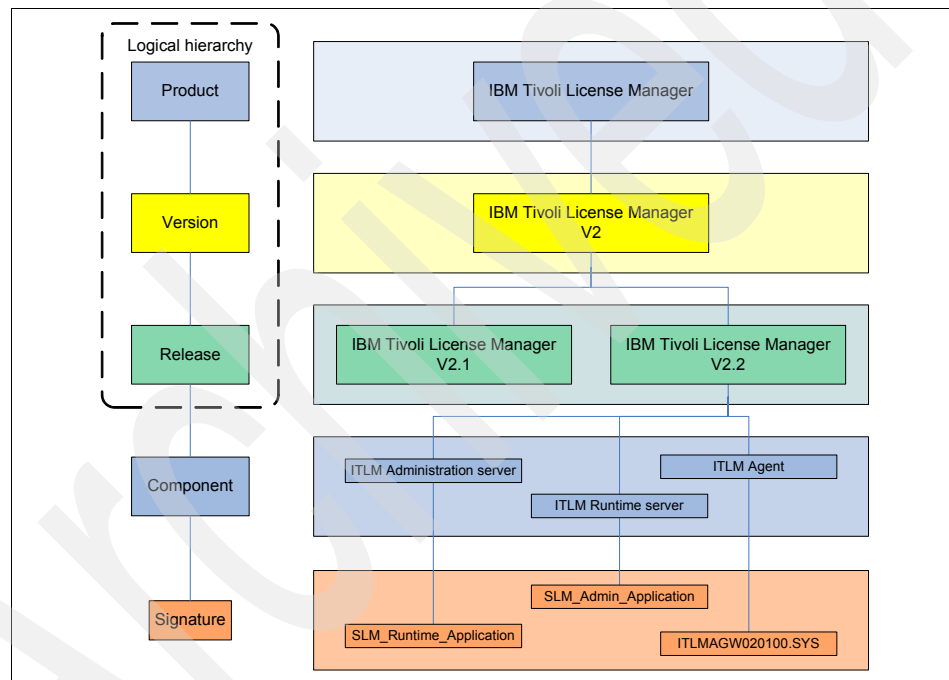 Logical hierarchy
Product
IBM Tivoli License Manager
Version
IBM Tivoli License Manager
V2
Release
IBM Tivoli License Manager
V2.1
IBM Tivoli License Manager
V2.2
Component
ITLM Administration server
ITLM Agent
ITLM Runtime server
Signature
SLM_Admin_Application
SLM_Runtime_Application
ITLMAGW020100.SYS
Archived